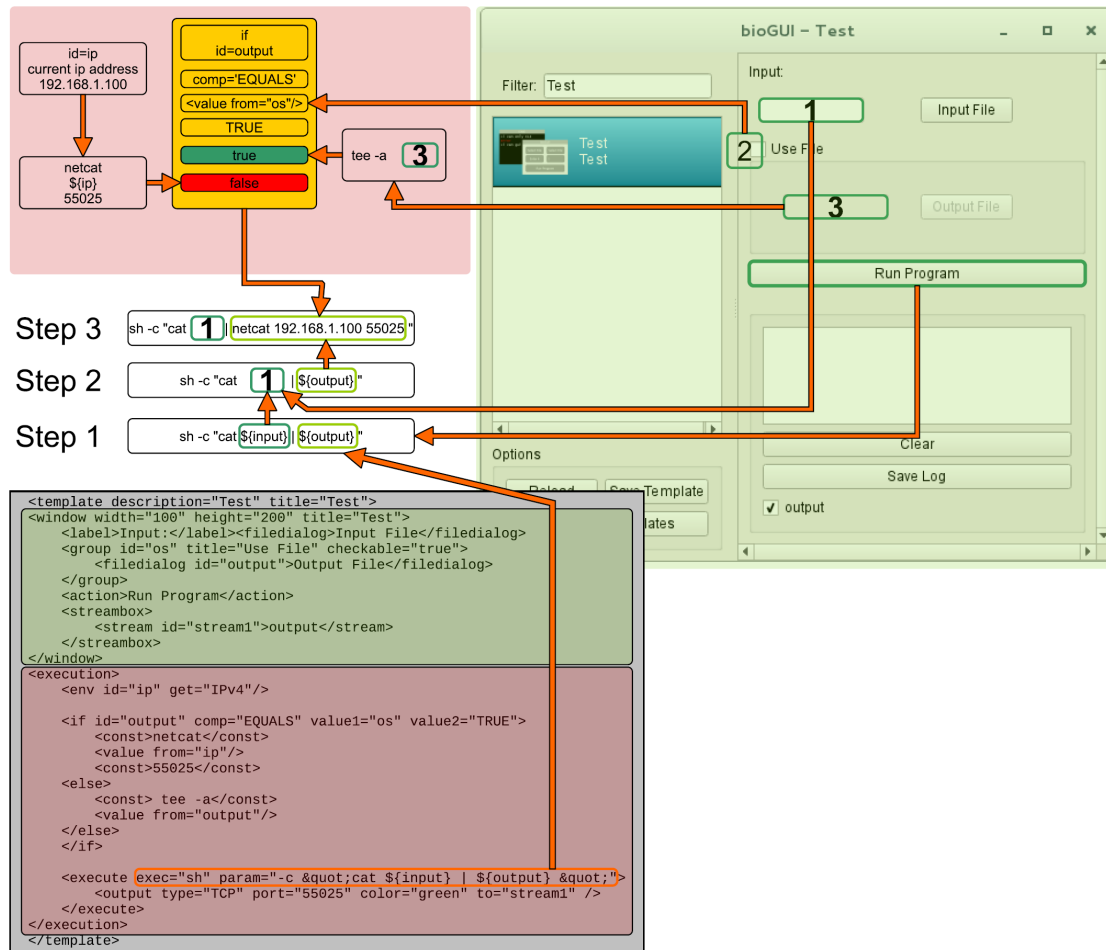 id=ip
current ip address
192.168.1.100
netcat
${ip}
55025
if
id=output
comp='EQUALS'
<value from="os"/>
TRUE
true
false
tee -a 3
bioGUI – Test
Filter: Test
Test
Test
Input:
1
Input File
2
Use File
3
Output File
Run Program
Clear
Save Log
output
Options
Reload
Save Template
Step 3
sh -c "cat 1 | netcat 192.168.1.100 55025 "
Step 2
sh -c "cat 1 | ${output} "
Step 1
sh -c "cat ${input} | ${output} "
<template description="Test" title="Test">
<window width="100" height="200" title="Test">
<label>Input:</label><filedialog>Input File</filedialog>
<group id="os" title="Use File" checkable="true">
<filedialog id="output">Output File</filedialog>
</group>
<action>Run Program</action>
<streambox>
<stream id="stream1">output</stream>
</streambox>
</window>
<execution>
<env id="ip" get="IPv4"/>
<if id="output" comp="EQUALS" value1="os" value2="TRUE">
<const>netcat</const>
<value from="ip"/>
<const>55025</const>
<else>
<const> tee -a</const>
<value from="output"/>
</else>
</if>
<execute exec="sh" param="-c &quot;cat ${input} | ${output} &quot;">
<output type="TCP" port="55025" color="green" to="stream1" />
</execute>
</execution>
</template>